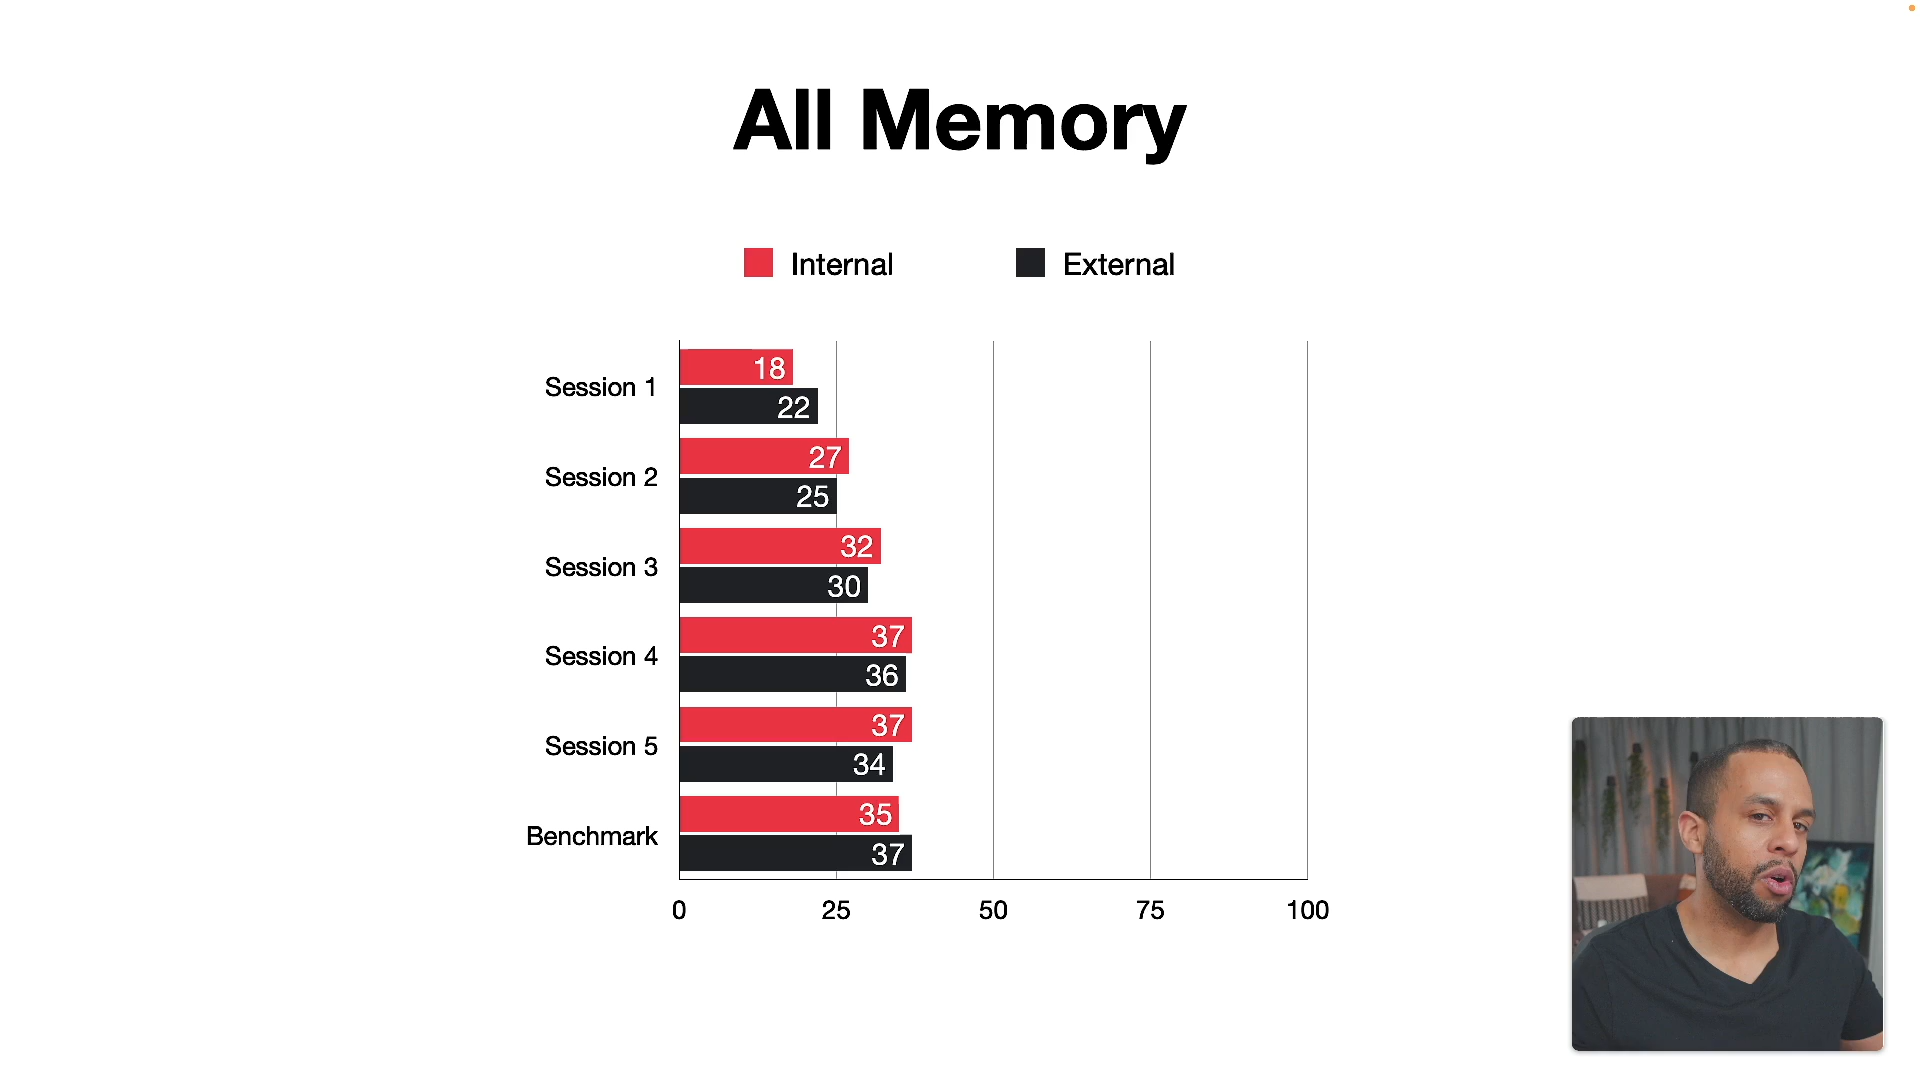 All Memory
Internal
External
Session 1
18
22
Session 2
27
25
Session 3
32
30
Session 4
37
36
Session 5
37
34
Benchmark
35
37
0
25
50
75
100